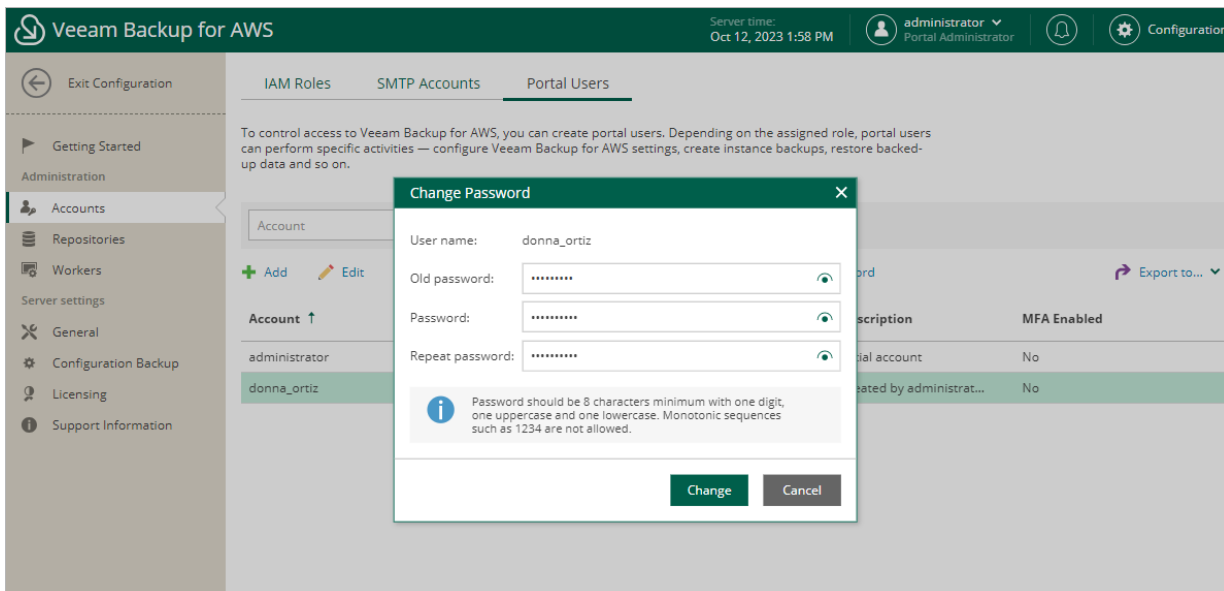 Veeam Backup for AWS
Server time:
Oct 12, 2023 1:58 PM
administrator
Portal Administrator
Configuration
Exit Configuration
Getting Started
Administration
Accounts
Repositories
Workers
Server settings
General
Configuration Backup
Licensing
Support Information
IAM Roles SMTP Accounts Portal Users
To control access to Veeam Backup for AWS, you can create portal users. Depending on the assigned role, portal users
can perform specific activities — configure Veeam Backup for AWS settings, create instance backups, restore backed-
up data and so on.
Account
Add Edit ord Export to...
Account scription MFA Enabled
administrator tial account No
donna_ortiz eated by administrat... No
Change Password
User name: donna_ortiz
Old password: •••••••••
Password: ••••••••••
Repeat password: ••••••••••
Password should be 8 characters minimum with one digit,
one uppercase and one lowercase. Monotonic sequences
such as 1234 are not allowed.
Change Cancel